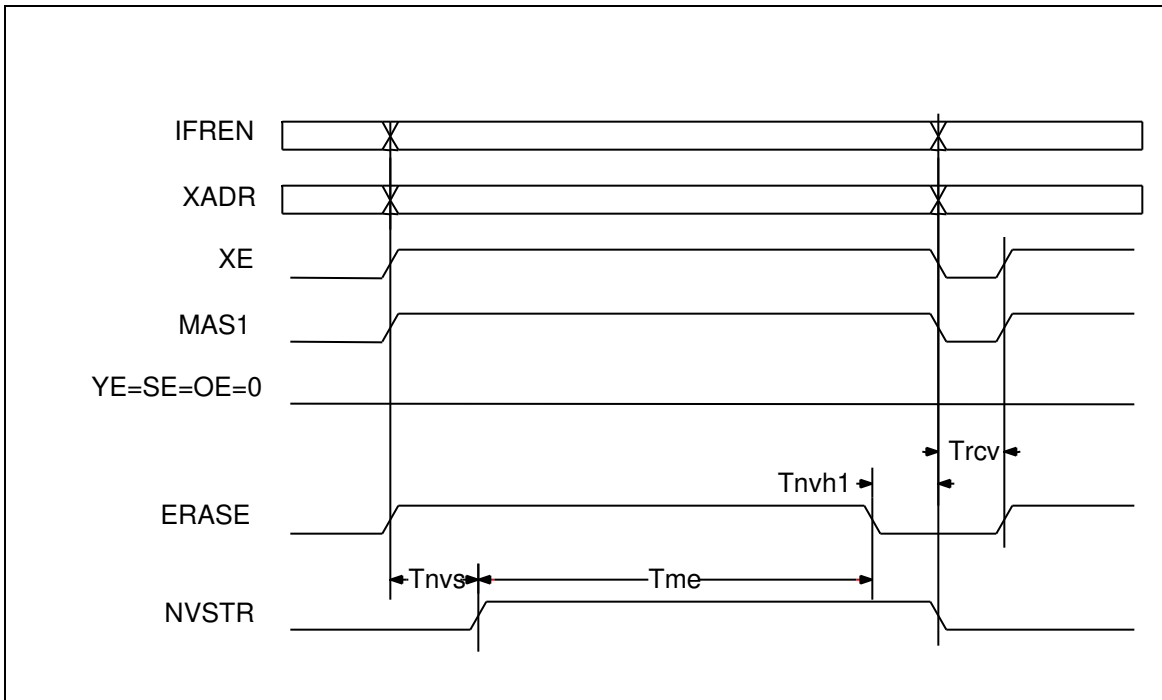 IFREN
XADR
XE
MAS1
YE=SE=OE=0
Trcv
Tnvh1
ERASE
Tnvs
Tme
NVSTR